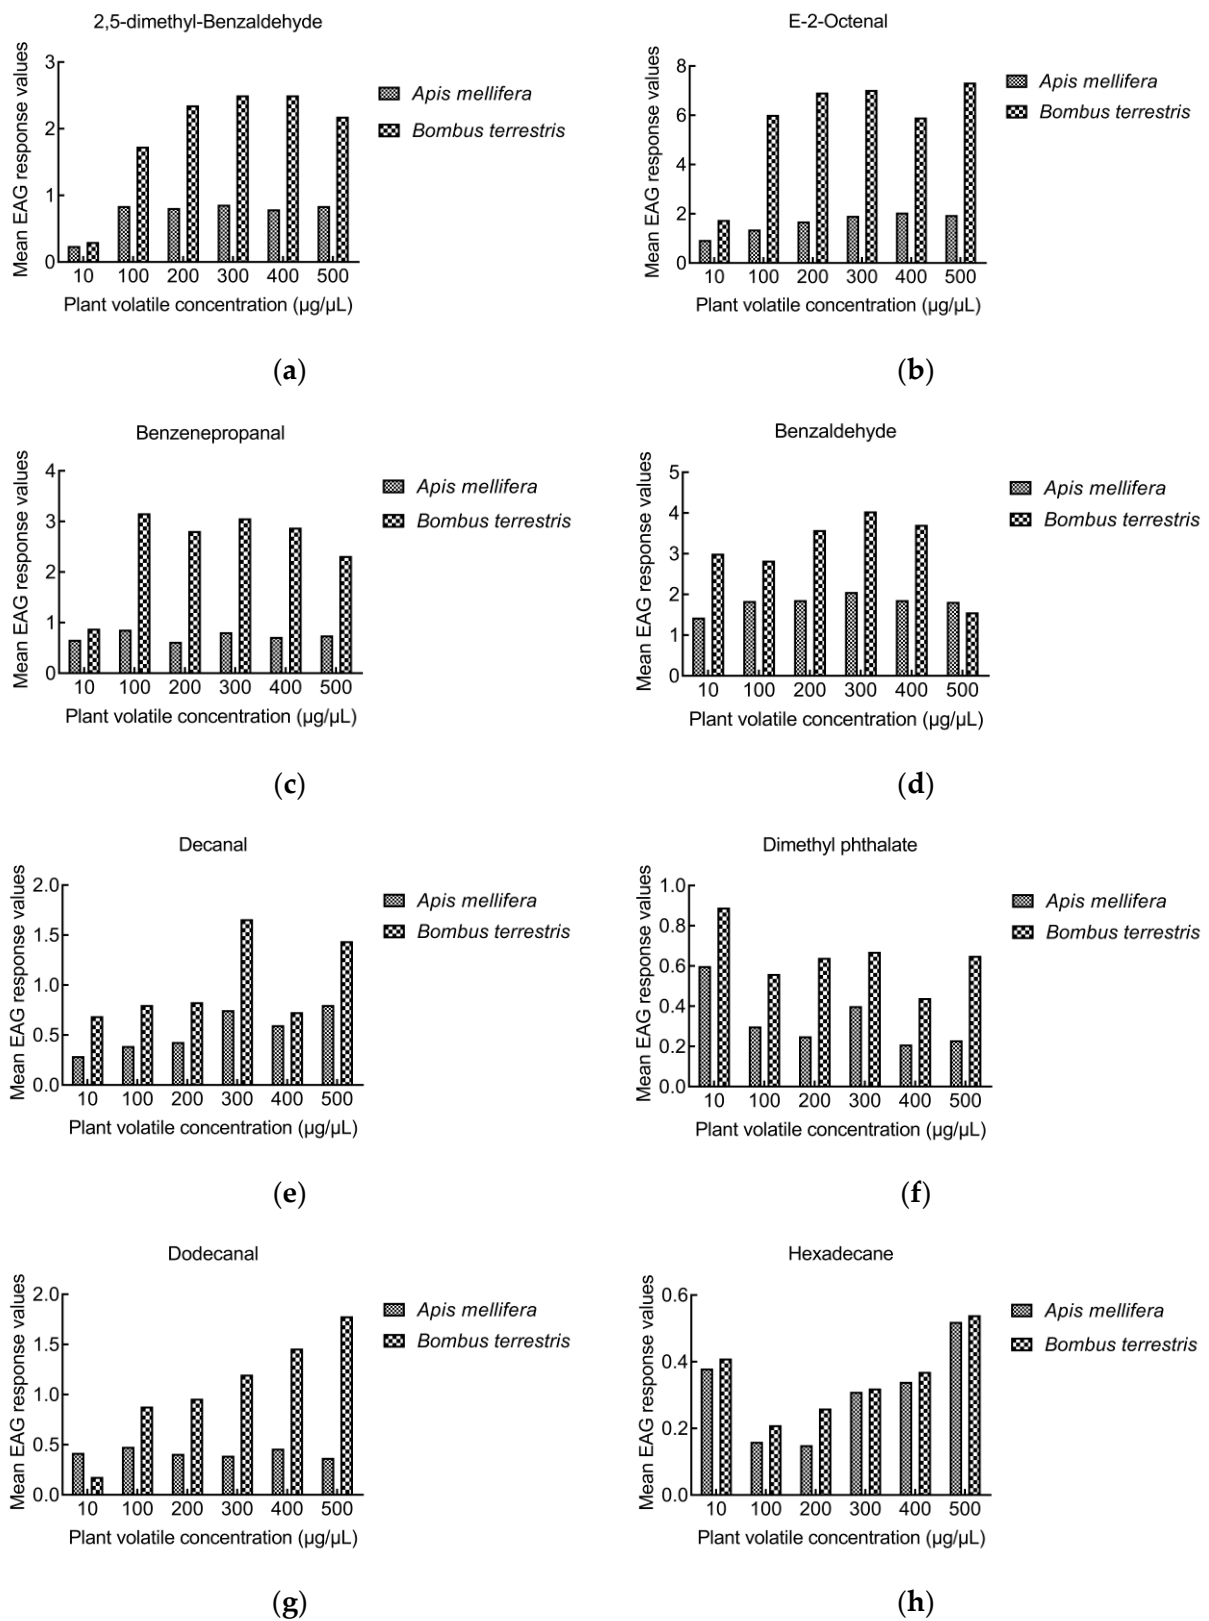 2,5-dimethyl-Benzaldehyde
Mean EAG response values
3
2
1
0
10 100 200 300 400 500
Plant volatile concentration (µg/µL)
Apis mellifera
Bombus terrestris
(a)
E-2-Octenal
Mean EAG response values
8
6
4
2
0
10 100 200 300 400 500
Plant volatile concentration (µg/µL)
Apis mellifera
Bombus terrestris
(b)
Benzenepropanal
Mean EAG response values
4
3
2
1
0
10 100 200 300 400 500
Plant volatile concentration (µg/µL)
Apis mellifera
Bombus terrestris
(c)
Benzaldehyde
Mean EAG response values
5
4
3
2
1
0
10 100 200 300 400 500
Plant volatile concentration (µg/µL)
Apis mellifera
Bombus terrestris
(d)
Decanal
Mean EAG response values
2.0
1.5
1.0
0.5
0.0
10 100 200 300 400 500
Plant volatile concentration (µg/µL)
Apis mellifera
Bombus terrestris
(e)
Dimethyl phthalate
Mean EAG response values
1.0
0.8
0.6
0.4
0.2
0.0
10 100 200 300 400 500
Plant volatile concentration (µg/µL)
Apis mellifera
Bombus terrestris
(f)
Dodecanal
Mean EAG response values
2.0
1.5
1.0
0.5
0.0
10 100 200 300 400 500
Plant volatile concentration (µg/µL)
Apis mellifera
Bombus terrestris
(g)
Hexadecane
Mean EAG response values
0.6
0.4
0.2
0.0
10 100 200 300 400 500
Plant volatile concentration (µg/µL)
Apis mellifera
Bombus terrestris
(h)